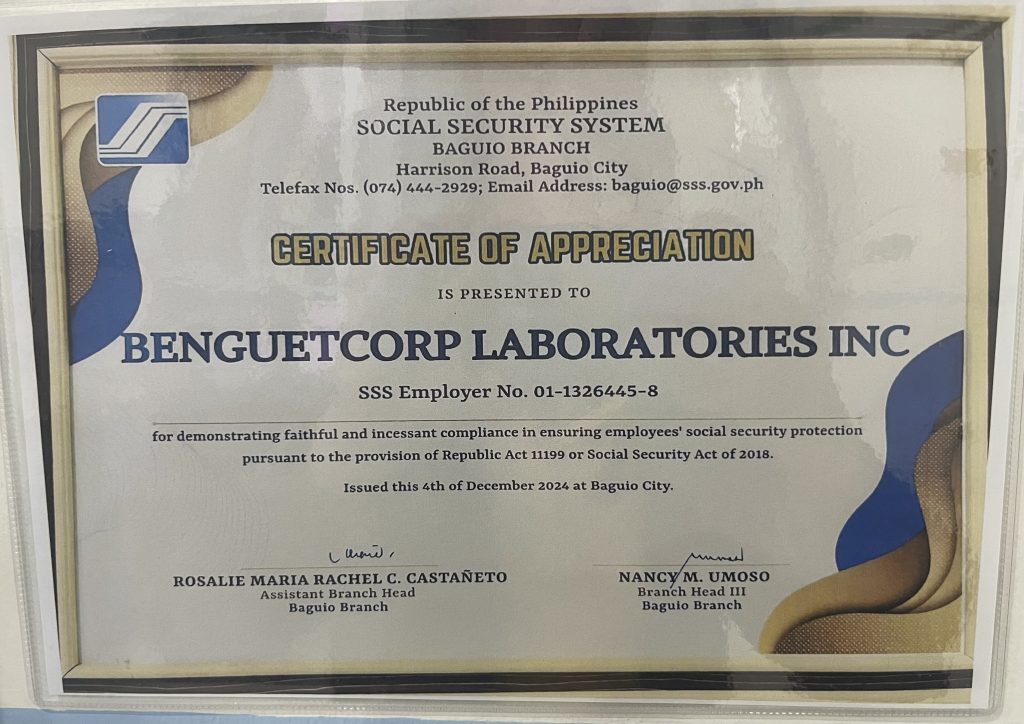 Republic of the Philippines
SOCIAL SECURITY SYSTEM
BAGUIO BRANCH
Harrison Road, Baguio City
Telefax Nos. (074) 444-2929; Email Address: baguio@sss.gov.ph
CERTIFICATE OF APPRECIATION
IS PRESENTED TO
BENGUETCORP LABORATORIES INC
SSS Employer No. 01-1326445-8
for demonstrating faithful and incessant compliance in ensuring employees' social security protection
pursuant to the provision of Republic Act 11199 or Social Security Act of 2018.
Issued this 4th of December 2024 at Baguio City.
ROSALIE MARIA RACHEL C. CASTAÑETO
Assistant Branch Head
Baguio Branch
NANCY M. UMOSO
Branch Head III
Baguio Branch